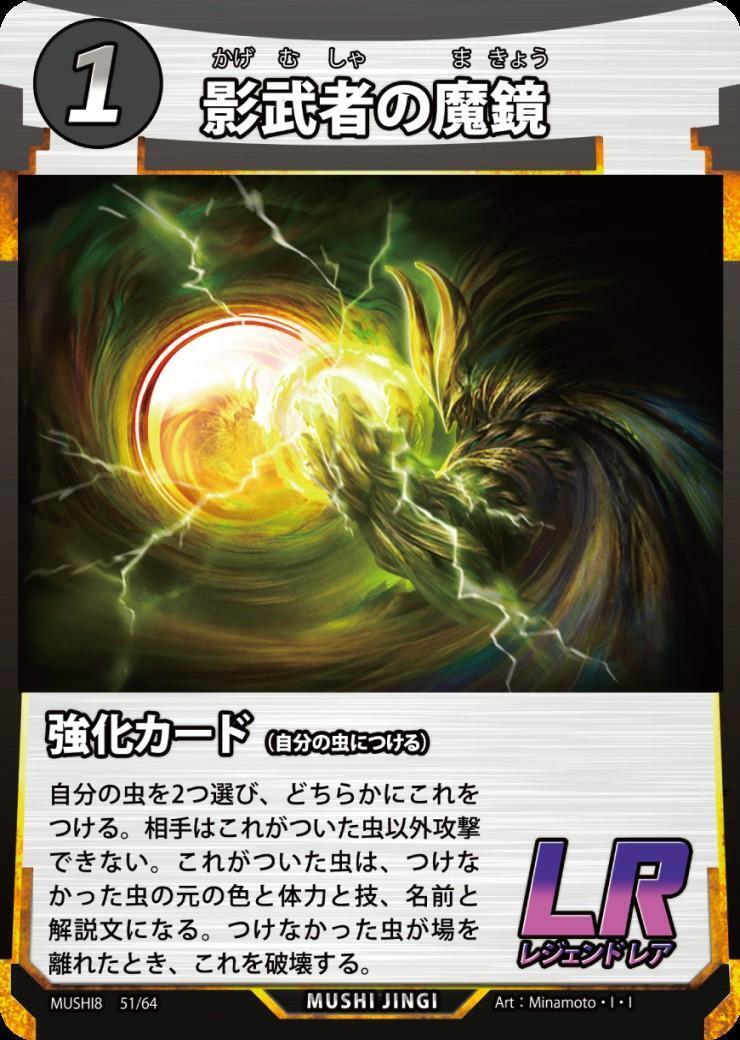 1
かげ む しゃ ま きょう
影武者の魔鏡
強化カード (自分の虫につける)
自分の虫を2つ選び、どちらかにこれを
つける。相手はこれがついた虫以外攻撃
できない。これがついた虫は、つけな
かった虫の元の色と体力と技、名前と
解説文になる。つけなかった虫が場を
離れたとき、これを破壊する。
LR
レジェンドレア
MUSHI8 51/64 MUSHI JINGI Art：Minamoto・I・I